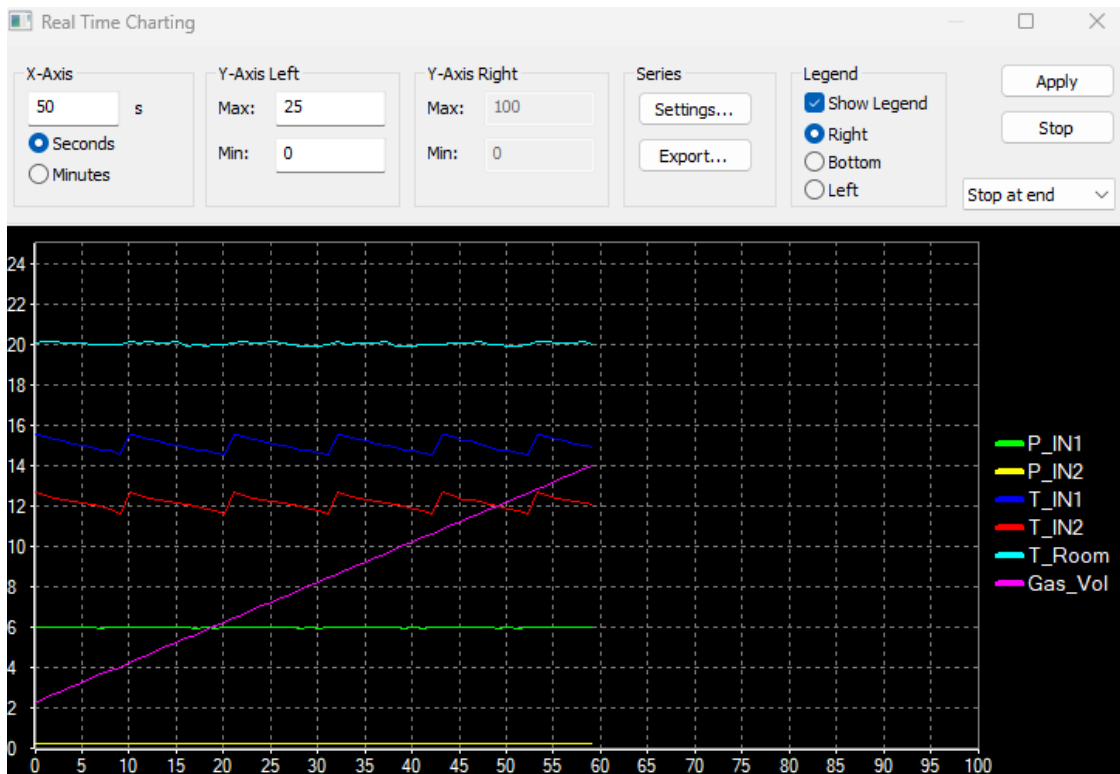 Real Time Charting
X-Axis
50 s
Seconds
Minutes
Y-Axis Left
Max: 25
Min: 0
Y-Axis Right
Max: 100
Min: 0
Series
Settings...
Export...
Legend
Show Legend
Right
Bottom
Left
Apply
Stop
Stop at end
24
22
20
18
16
14
12
10
8
6
4
2
0
0 5 10 15 20 25 30 35 40 45 50 55 60 65 70 75 80 85 90 95 100
P_IN1
P_IN2
T_IN1
T_IN2
T_Room
Gas_Vol